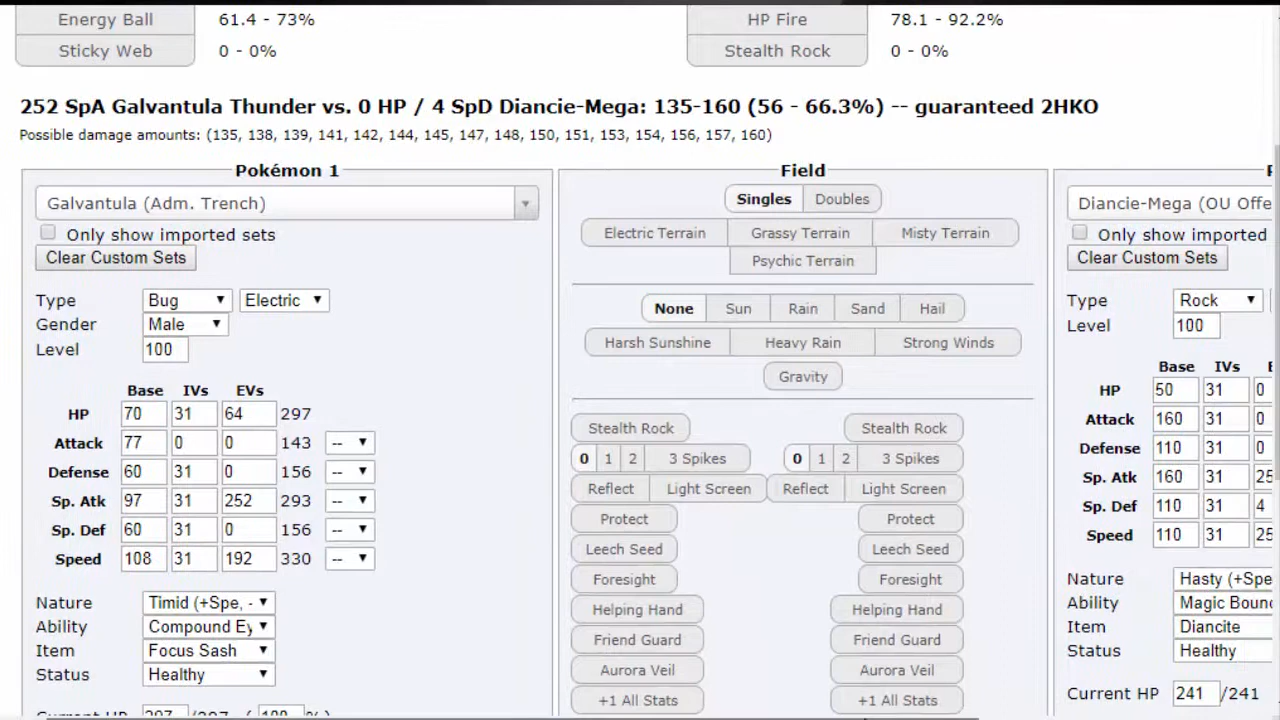 Energy Ball 61.4 - 73% HP Fire 78.1 - 92.2%
Sticky Web 0 - 0% Stealth Rock 0 - 0%
252 SpA Galvantula Thunder vs. 0 HP / 4 SpD Diancie-Mega: 135-160 (56 - 66.3%) -- guaranteed 2HKO
Possible damage amounts: (135, 138, 139, 141, 142, 144, 145, 147, 148, 150, 151, 153, 154, 156, 157, 160)
Pokémon 1
Galvantula (Adm. Trench)
Only show imported sets
Clear Custom Sets
Type Bug Electric
Gender Male
Level 100
Base IVs EVs
HP 70 31 64 297
Attack 77 0 0 143 --
Defense 60 31 0 156 --
Sp. Atk 97 31 252 293 --
Sp. Def 60 31 0 156 --
Speed 108 31 192 330 --
Nature Timid (+Spe, -
Ability Compound Ey
Item Focus Sash
Status Healthy
Field
Singles Doubles
Electric Terrain Grassy Terrain Misty Terrain
Psychic Terrain
None Sun Rain Sand Hail
Harsh Sunshine Heavy Rain Strong Winds
Gravity
Stealth Rock Stealth Rock
0 1 2 3 Spikes 0 1 2 3 Spikes
Reflect Light Screen Reflect Light Screen
Protect Protect
Leech Seed Leech Seed
Foresight Foresight
Helping Hand Helping Hand
Friend Guard Friend Guard
Aurora Veil Aurora Veil
+1 All Stats +1 All Stats
Diancie-Mega (OU Offe
Only show imported
Clear Custom Sets
Type Rock
Level 100
Base IVs E
HP 50 31 0
Attack 160 31 0
Defense 110 31 0
Sp. Atk 160 31 25
Sp. Def 110 31 4
Speed 110 31 25
Nature Hasty (+Spe
Ability Magic Boun
Item Diancite
Status Healthy
Current HP 241 /241